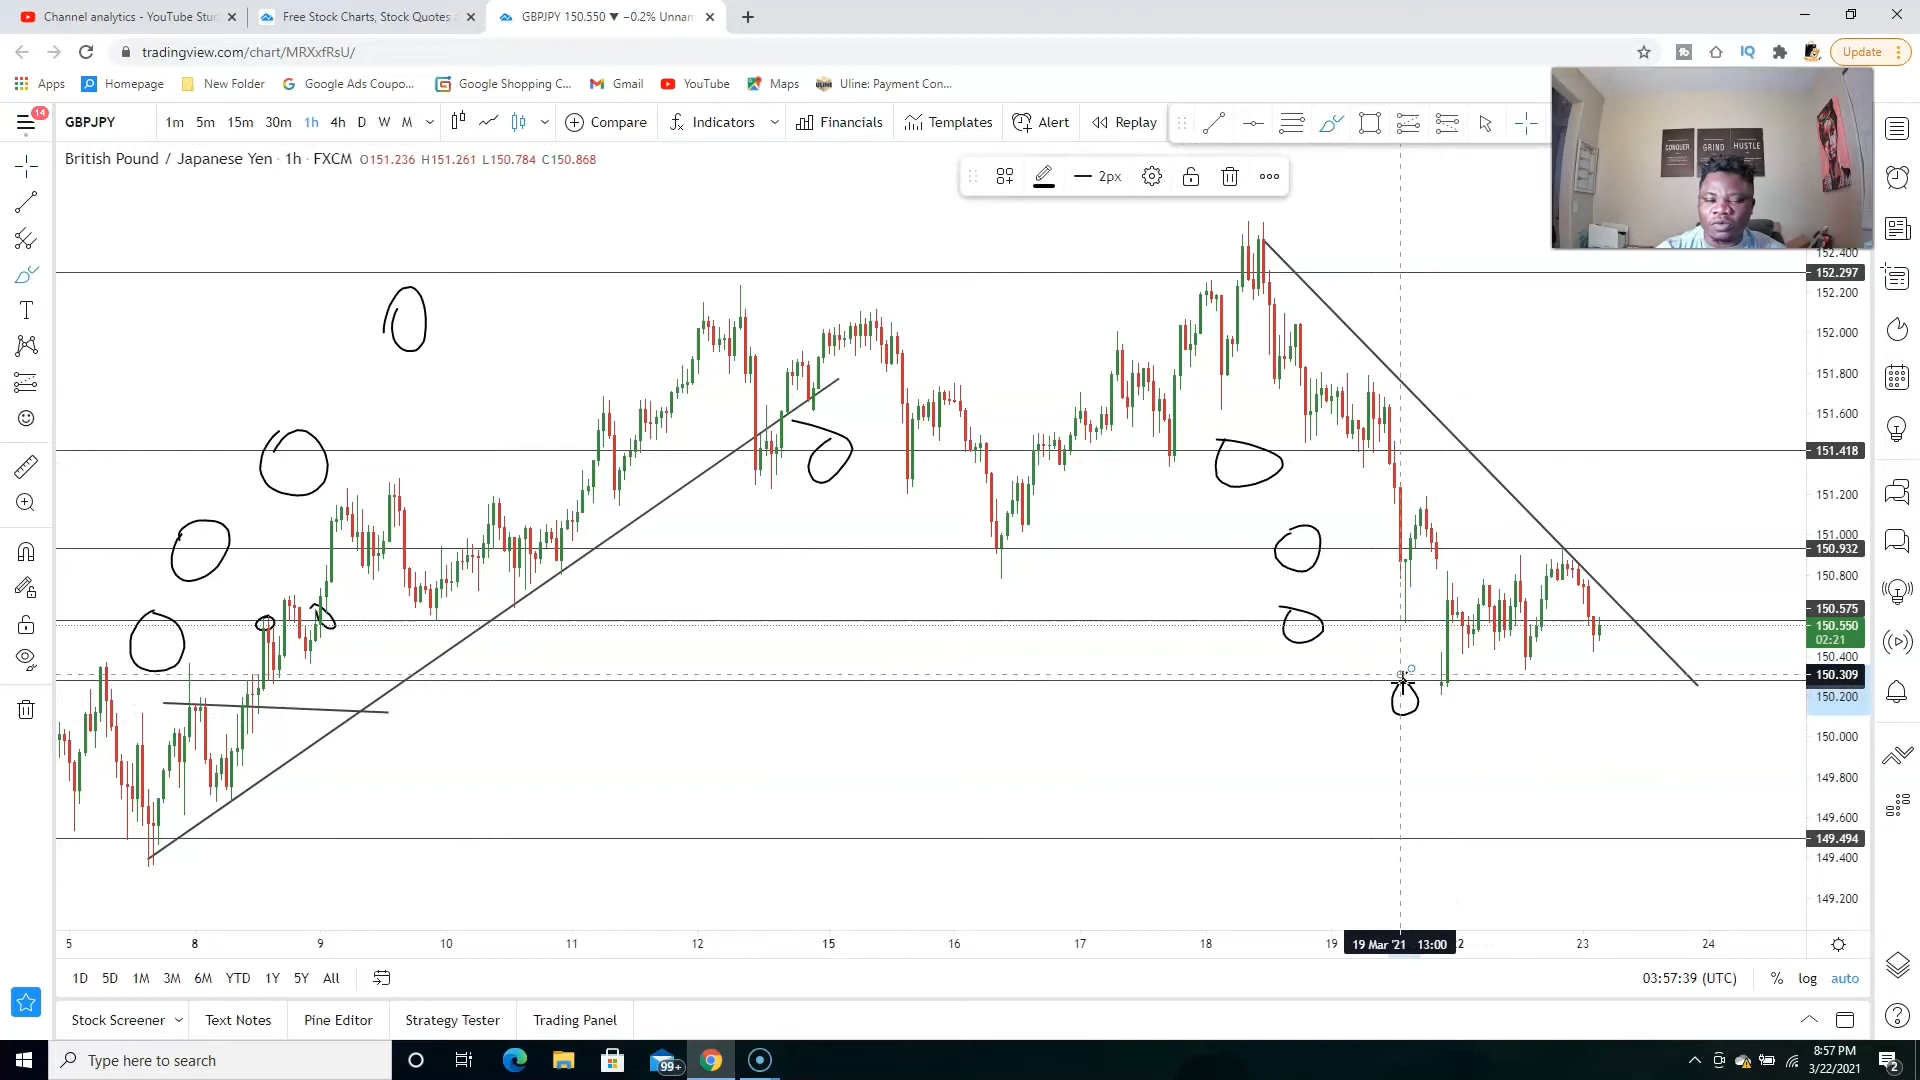 Channel analytics - YouTube Stu
Free Stock Charts, Stock Quotes
GBPJPY 150.550 ▼ −0.2% Unnam
tradingview.com/chart/MRXxfRsU/
Update
Apps Homepage New Folder Google Ads Coupo... Google Shopping C... Gmail YouTube Maps Uline: Payment Con...
14
GBPJPY 1m 5m 15m 30m 1h 4h D W M Compare Indicators Financials Templates Alert Replay
British Pound / Japanese Yen · 1h · FXCM O151.236 H151.261 L150.784 C150.868
2px
CONQUER GRIND HUSTLE
152.400
152.297
152.200
152.000
151.800
151.600
151.418
151.200
151.000
150.932
150.800
150.575
150.550
02:21
150.400
150.309
150.200
150.000
149.800
149.600
149.494
149.400
149.200
5 8 9 10 11 12 15 16 17 18 19 19 Mar '21 13:00 2 23 24
1D 5D 1M 3M 6M YTD 1Y 5Y All
03:57:39 (UTC) % log auto
Stock Screener Text Notes Pine Editor Strategy Tester Trading Panel
Type here to search
99+
8:57 PM
3/22/2021
2